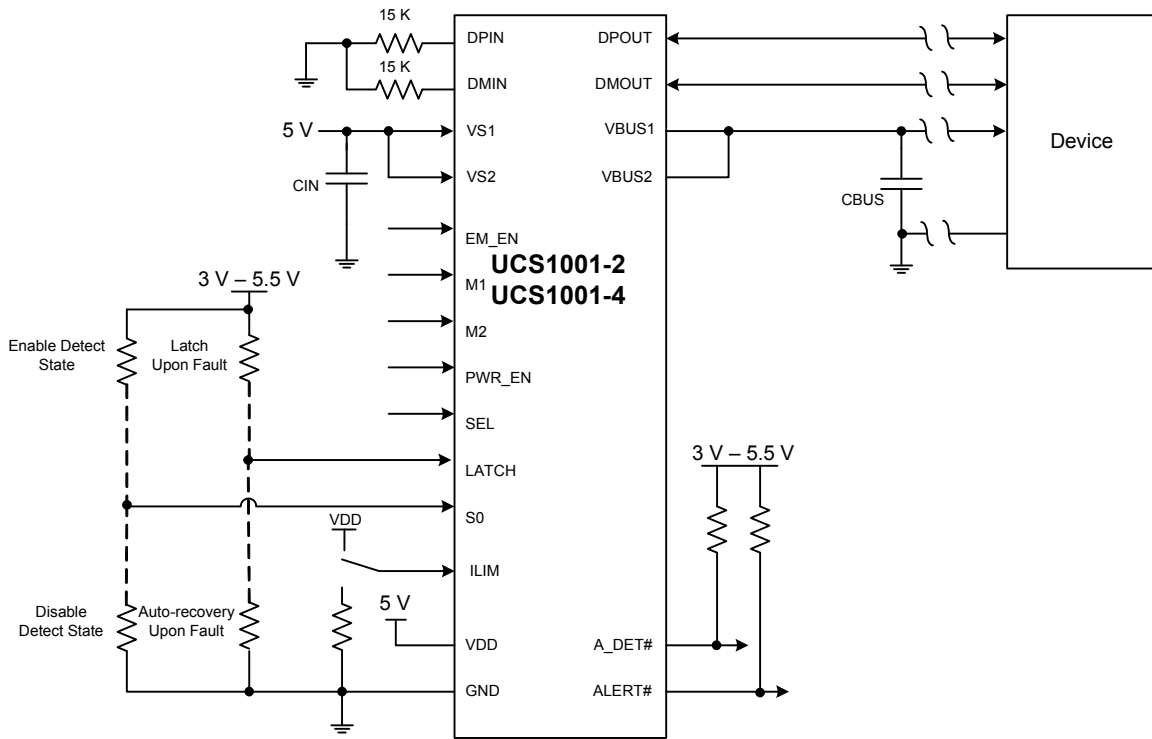 15 K
DPIN
DPOUT
15 K
DMIN
DMOUT
5 V
VS1
VBUS1
Device
CIN
VS2
VBUS2
CBUS
EM_EN
UCS1001-2
UCS1001-4
3 V – 5.5 V
M1
Enable Detect
State
Latch
Upon Fault
M2
PWR_EN
SEL
3 V – 5.5 V
LATCH
S0
VDD
ILIM
Disable
Detect State
Auto-recovery
Upon Fault
5 V
VDD
A_DET#
GND
ALERT#